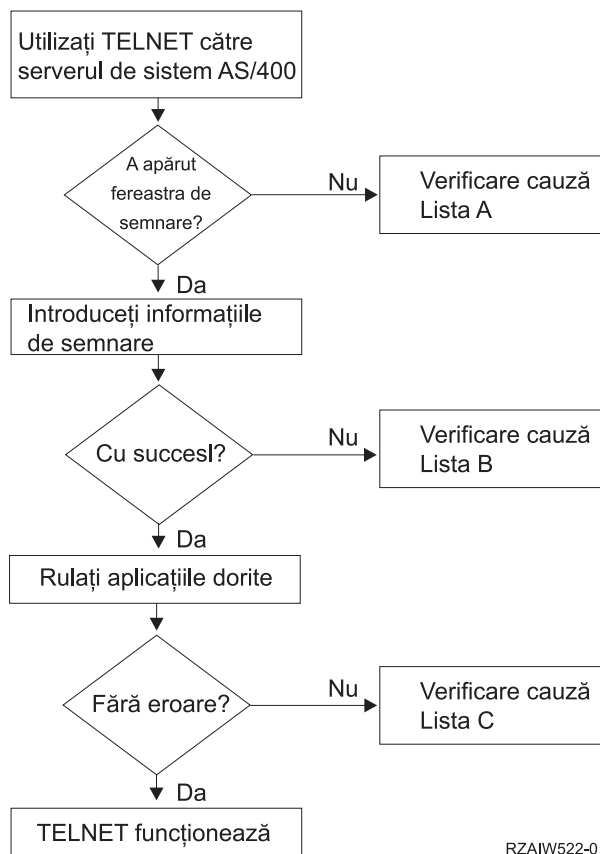 Utilizați TELNET către
serverul de sistem AS/400
A apărut
fereastra de
semnare?
Nu
Verificare cauză
Lista A
Da
Introduceți informațiile
de semnare
Cu succesl?
Nu
Verificare cauză
Lista B
Da
Rulați aplicațiile dorite
Fără eroare?
Nu
Verificare cauză
Lista C
Da
TELNET funcționează
RZAIW522-0